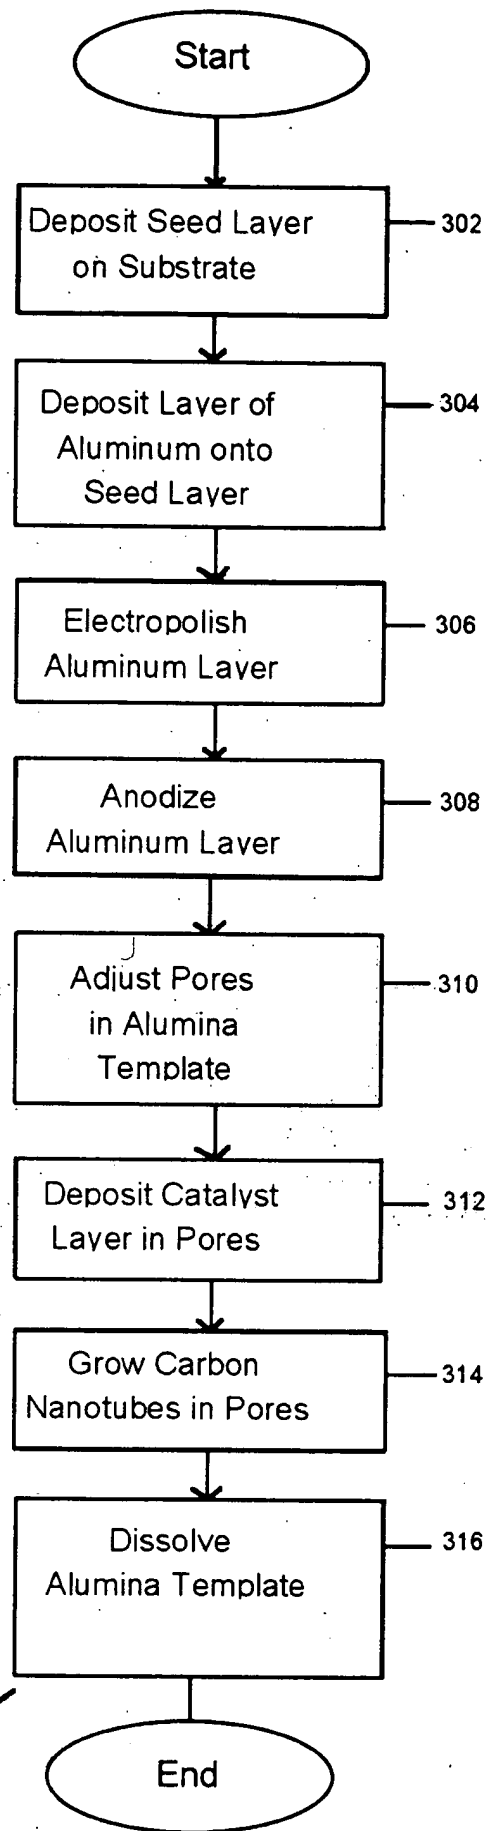 Start
Deposit Seed Layer
on Substrate
302
Deposit Layer of
Aluminum onto
Seed Layer
304
Electropolish
Aluminum Layer
306
Anodize
Aluminum Layer
308
Adjust Pores
in Alumina
Template
310
Deposit Catalyst
Layer in Pores
312
Grow Carbon
Nanotubes in Pores
314
Dissolve
Alumina Template
316
End